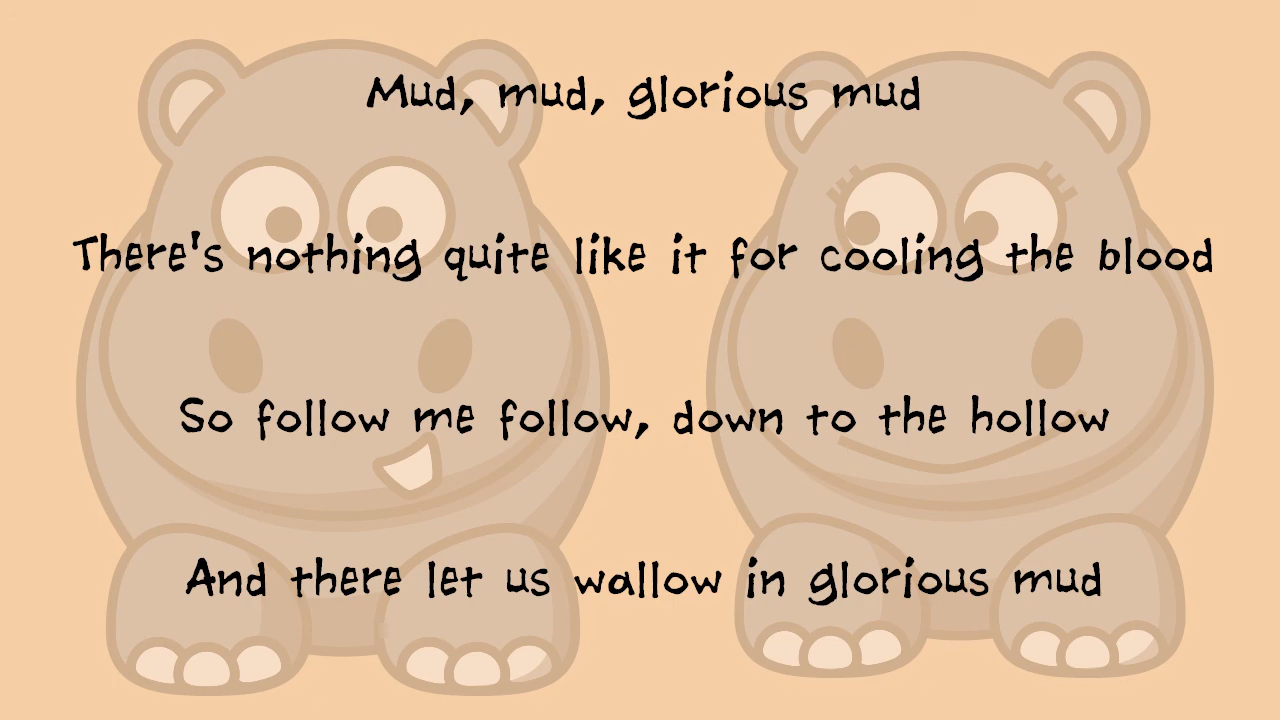 Mud, mud, glorious mud
There's nothing quite like it for cooling the blood
So follow me follow, down to the hollow
And there let us wallow in glorious mud